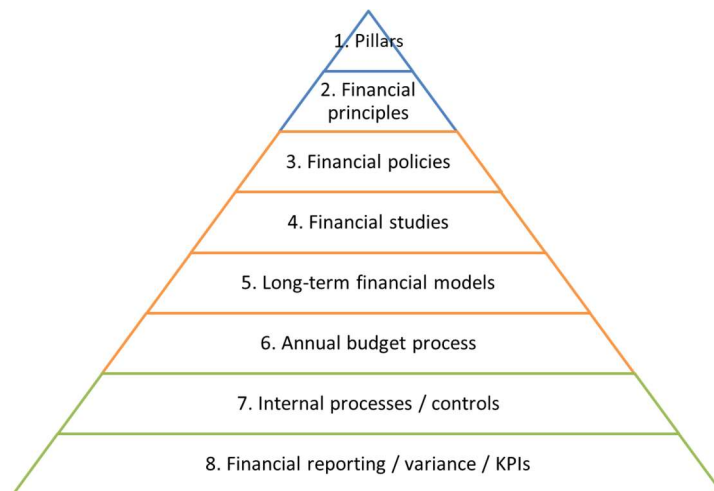 1. Pillars
2. Financial
principles
3. Financial policies
4. Financial studies
5. Long-term financial models
6. Annual budget process
7. Internal processes / controls
8. Financial reporting / variance / KPIs